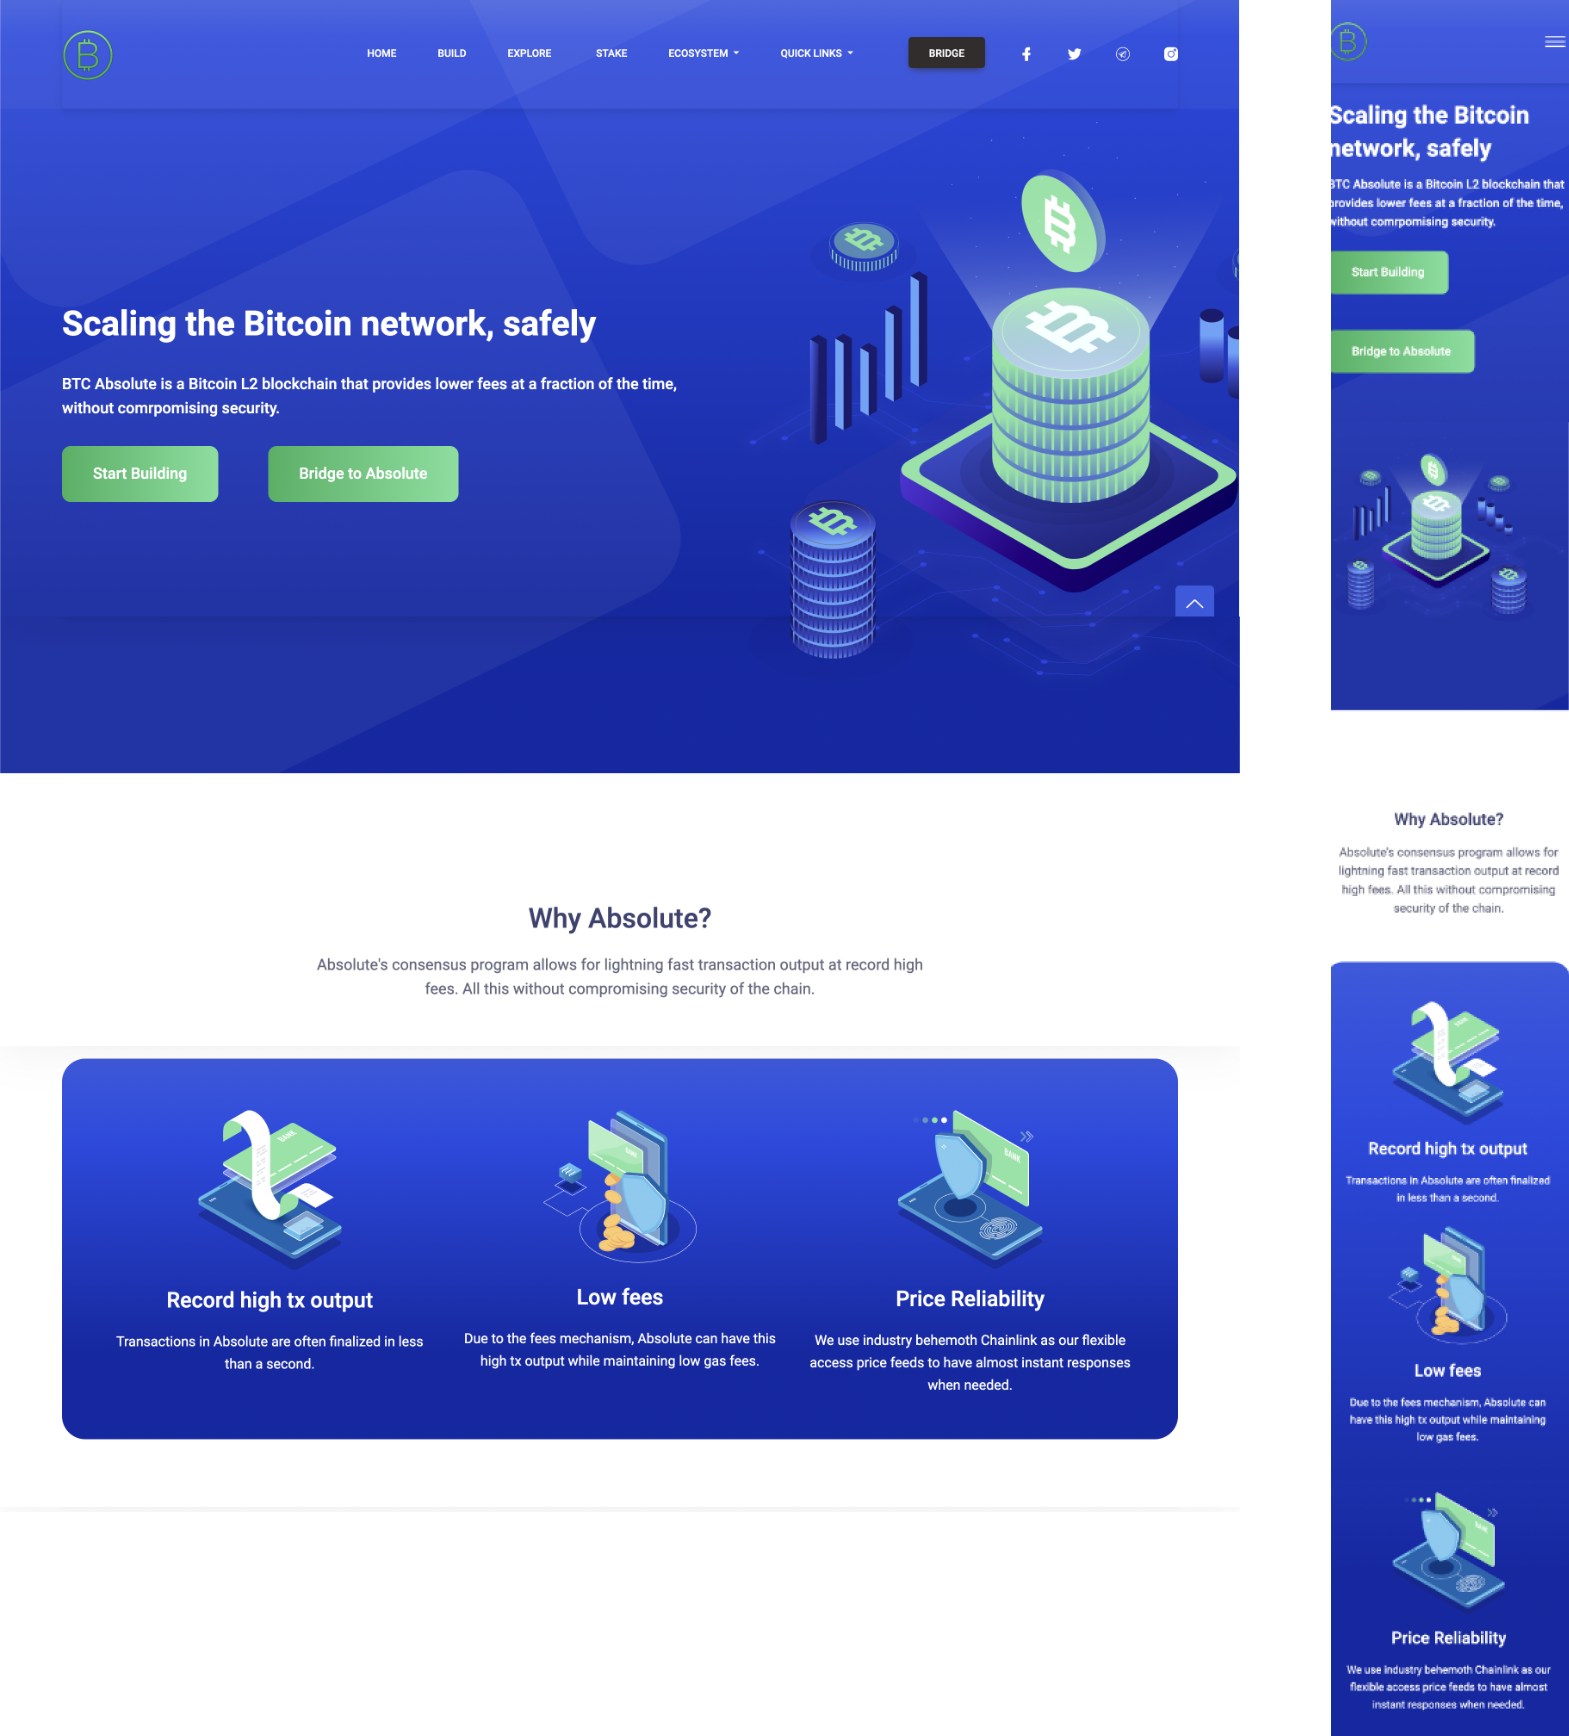 HOME BUILD EXPLORE STAKE ECOSYSTEM QUICK LINKS BRIDGE
Scaling the Bitcoin network, safely
BTC Absolute is a Bitcoin L2 blockchain that provides lower fees at a fraction of the time,
without comrpomising security.
Start Building Bridge to Absolute
Why Absolute?
Absolute's consensus program allows for lightning fast transaction output at record high
fees. All this without compromising security of the chain.
BANK
BANK
BANK
Record high tx output
Transactions in Absolute are often finalized in less
than a second.
Low fees
Due to the fees mechanism, Absolute can have this
high tx output while maintaining low gas fees.
Price Reliability
We use industry behemoth Chainlink as our flexible
access price feeds to have almost instant responses
when needed.
Scaling the Bitcoin
network, safely
BTC Absolute is a Bitcoin L2 blockchain that
provides lower fees at a fraction of the time,
without comrpomising security.
Start Building
Bridge to Absolute
Why Absolute?
Absolute's consensus program allows for
lightning fast transaction output at record
high fees. All this without compromising
security of the chain.
BANK
Record high tx output
Transactions in Absolute are often finalized
in less than a second.
BANK
Low fees
Due to the fees mechanism, Absolute can
have this high tx output while maintaining
low gas fees.
BANK
Price Reliability
We use industry behemoth Chainlink as our
flexible access price feeds to have almost
instant responses when needed.